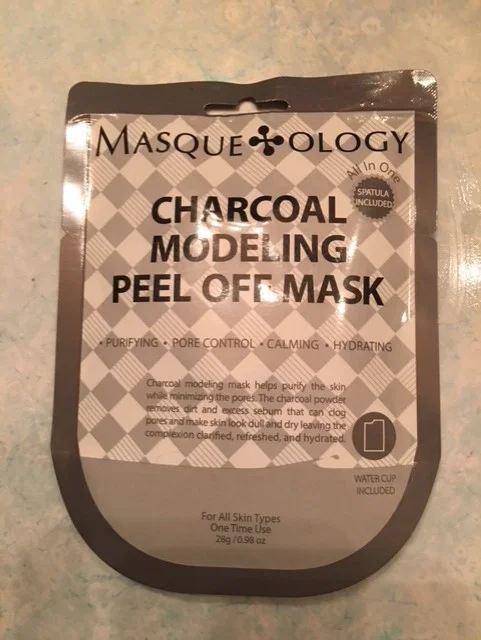 MASQUE OLOGY
All In One
SPATULA
INCLUDED
CHARCOAL
MODELING
PEEL OFF MASK
• PURIFYING • PORE CONTROL • CALMING • HYDRATING
Charcoal modeling mask helps purify the skin
while minimizing the pores. The charcoal powder
removes dirt and excess sebum that can clog
pores and make skin look dull and dry leaving the
complexion clarified, refreshed, and hydrated.
WATER CUP
INCLUDED
For All Skin Types
One Time Use
28g / 0.98 oz